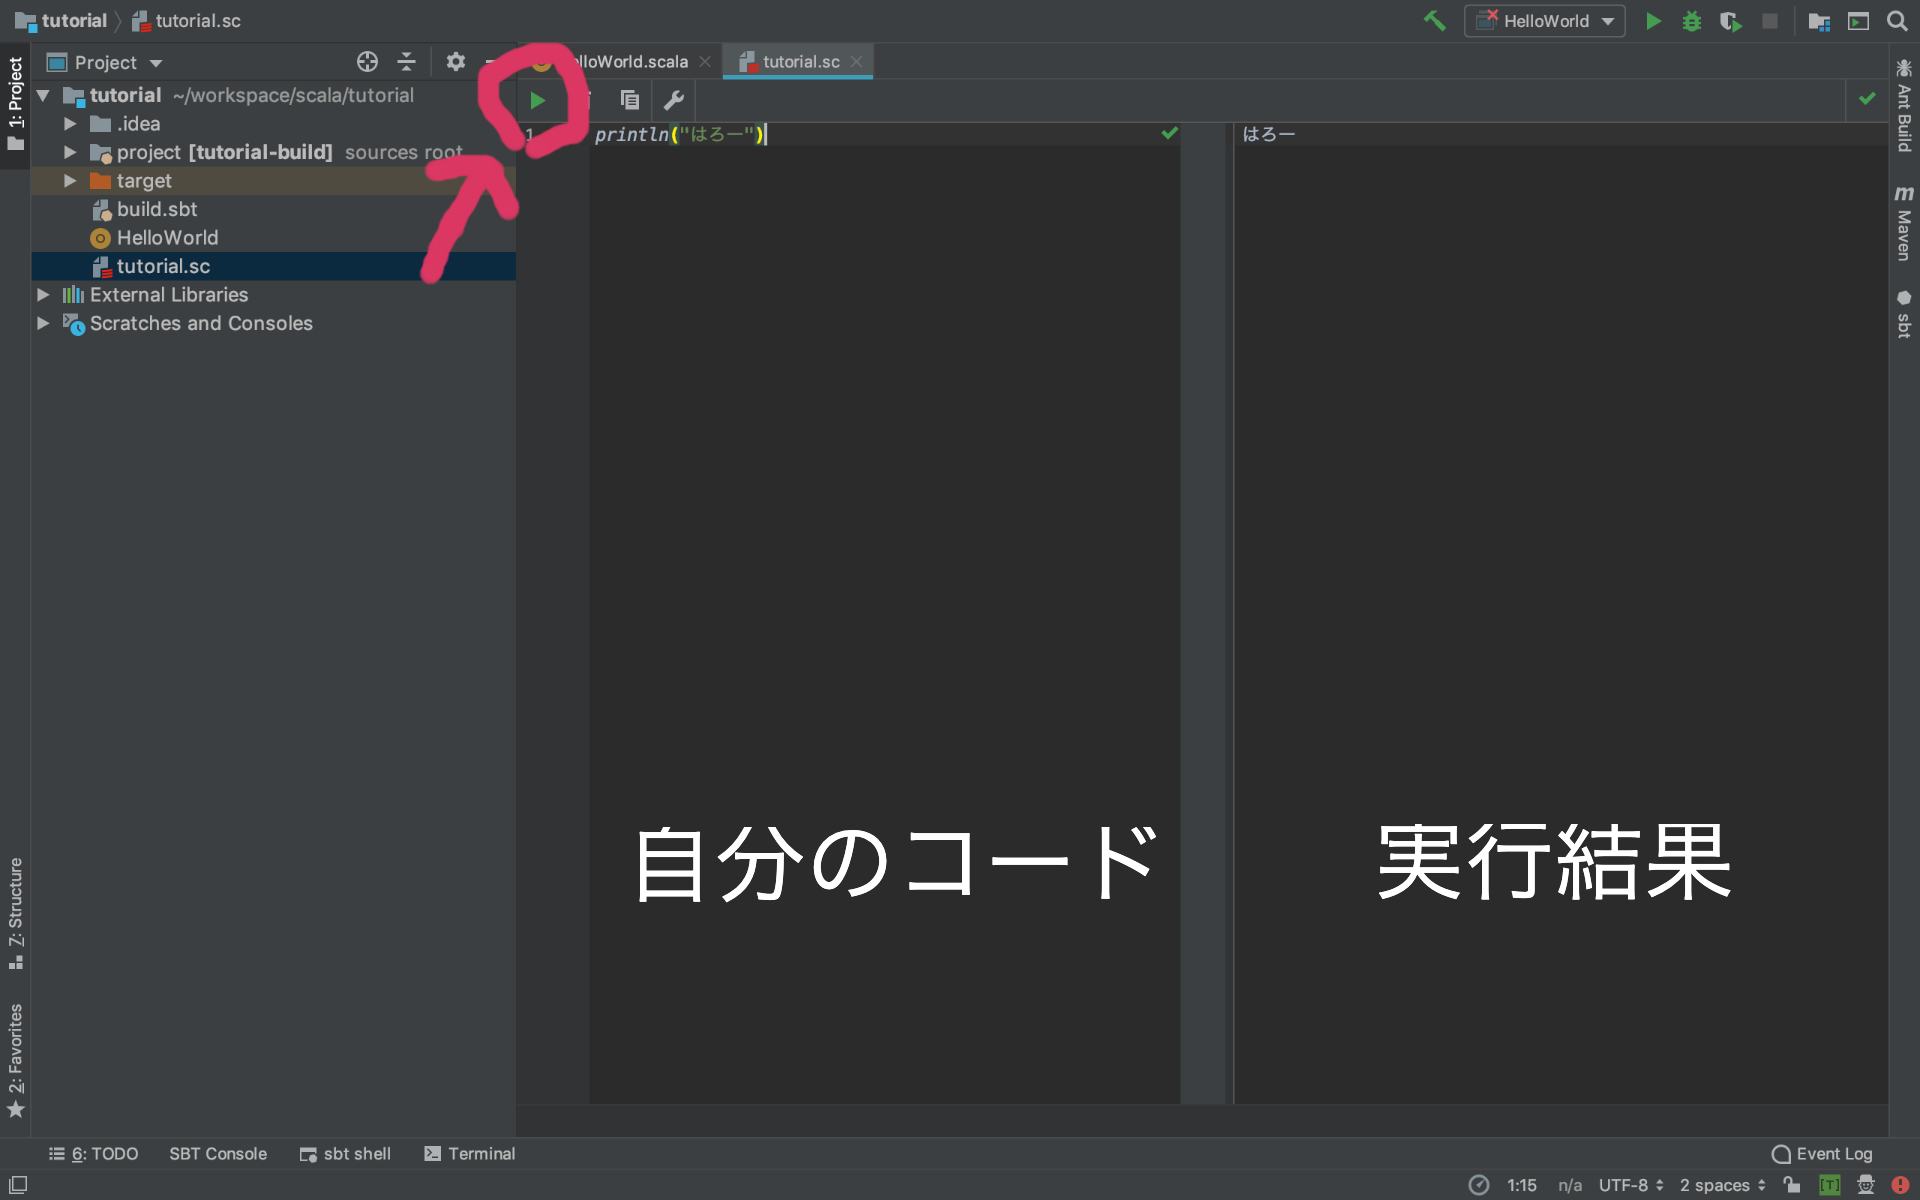 tutorial tutorial.sc
HelloWorld
1: Project
Project
lloWorld.scala
tutorial.sc
tutorial ~/workspace/scala/tutorial
.idea
project [tutorial-build] sources root
target
build.sbt
HelloWorld
tutorial.sc
External Libraries
Scratches and Consoles
1 println("はろー")
はろー
自分のコード
実行結果
Ant Build
m
Maven
sbt
7: Structure
2: Favorites
6: TODO SBT Console sbt shell Terminal Event Log
1:15 n/a UTF-8 2 spaces [T]